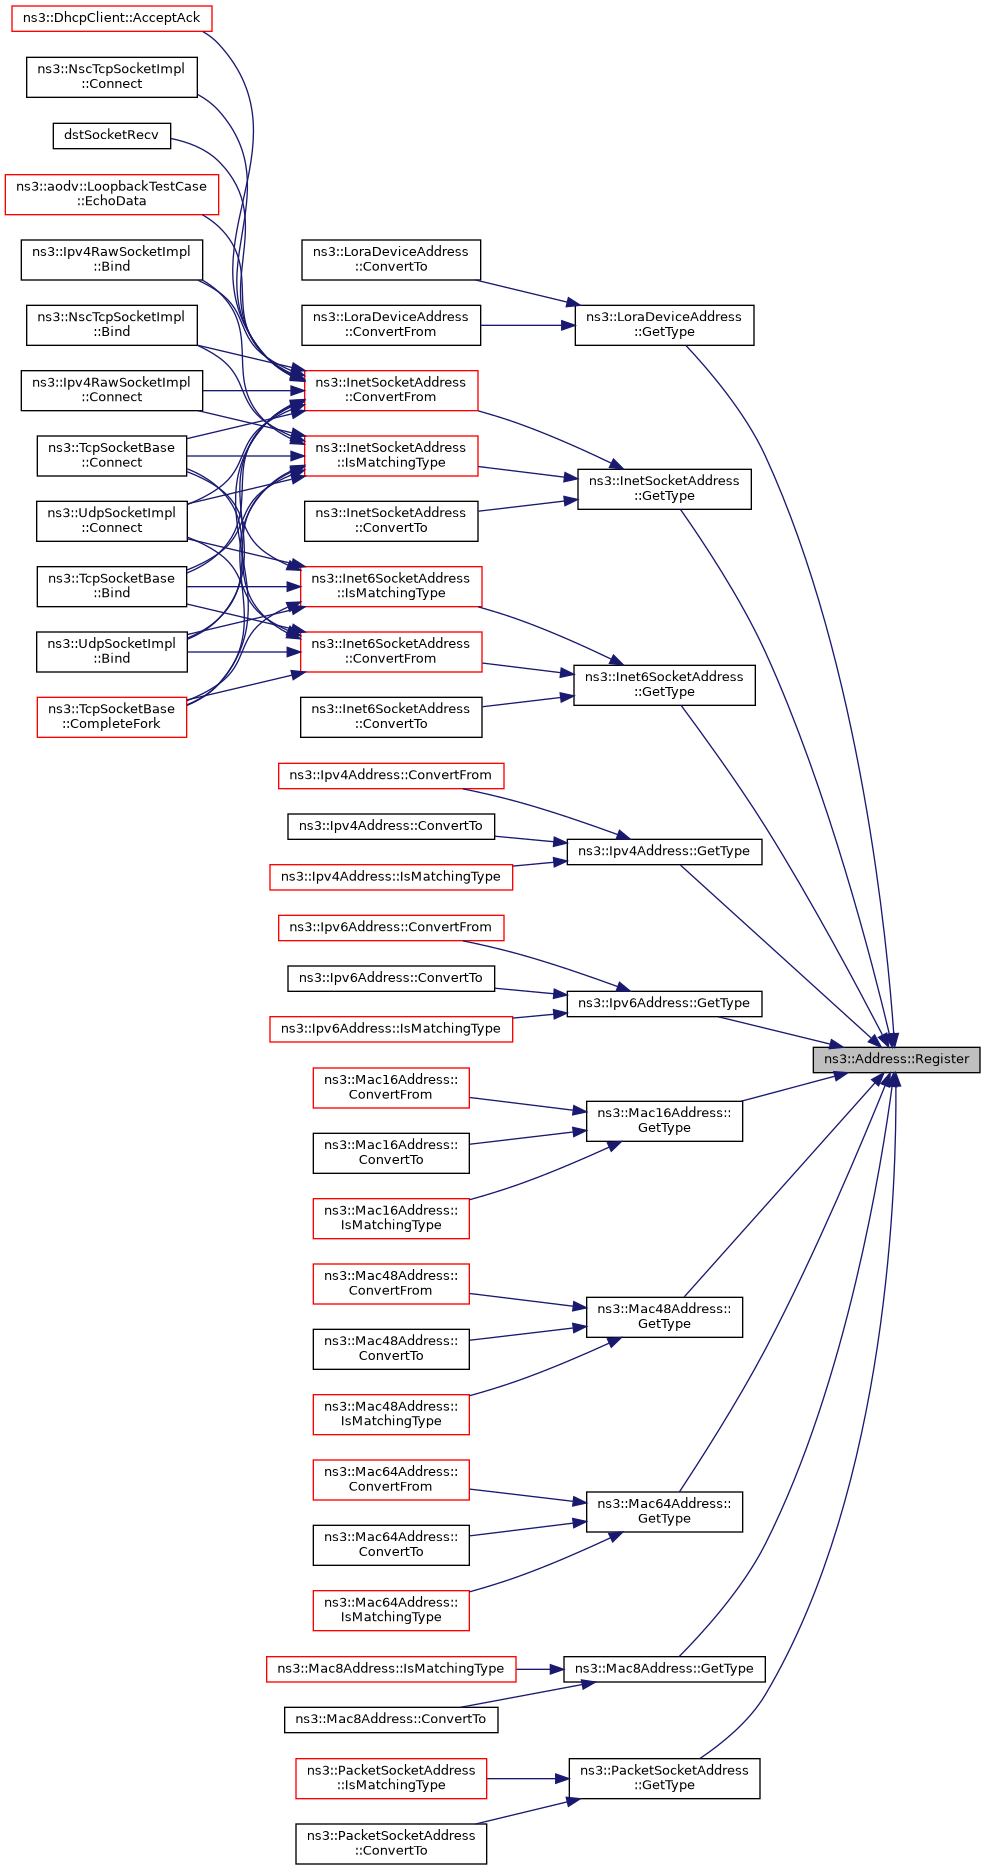 ns3::DhcpClient::AcceptAck
ns3::NscTcpSocketImpl
::Connect
dstSocketRecv
ns3::aodv::LoopbackTestCase
::EchoData
ns3::Ipv4RawSocketImpl
::Bind
ns3::NscTcpSocketImpl
::Bind
ns3::Ipv4RawSocketImpl
::Connect
ns3::TcpSocketBase
::Connect
ns3::UdpSocketImpl
::Connect
ns3::TcpSocketBase
::Bind
ns3::UdpSocketImpl
::Bind
ns3::TcpSocketBase
::CompleteFork
ns3::LoraDeviceAddress
::ConvertTo
ns3::LoraDeviceAddress
::ConvertFrom
ns3::InetSocketAddress
::ConvertFrom
ns3::InetSocketAddress
::IsMatchingType
ns3::InetSocketAddress
::ConvertTo
ns3::Inet6SocketAddress
::IsMatchingType
ns3::Inet6SocketAddress
::ConvertFrom
ns3::Inet6SocketAddress
::ConvertTo
ns3::Ipv4Address::ConvertFrom
ns3::Ipv4Address::ConvertTo
ns3::Ipv4Address::IsMatchingType
ns3::Ipv6Address::ConvertFrom
ns3::Ipv6Address::ConvertTo
ns3::Ipv6Address::IsMatchingType
ns3::Mac16Address::
ConvertFrom
ns3::Mac16Address::
ConvertTo
ns3::Mac16Address::
IsMatchingType
ns3::Mac48Address::
ConvertFrom
ns3::Mac48Address::
ConvertTo
ns3::Mac48Address::
IsMatchingType
ns3::Mac64Address::
ConvertFrom
ns3::Mac64Address::
ConvertTo
ns3::Mac64Address::
IsMatchingType
ns3::Mac8Address::IsMatchingType
ns3::Mac8Address::ConvertTo
ns3::PacketSocketAddress
::IsMatchingType
ns3::PacketSocketAddress
::ConvertTo
ns3::LoraDeviceAddress
::GetType
ns3::InetSocketAddress
::GetType
ns3::Inet6SocketAddress
::GetType
ns3::Ipv4Address::GetType
ns3::Ipv6Address::GetType
ns3::Mac16Address::
GetType
ns3::Mac48Address::
GetType
ns3::Mac64Address::
GetType
ns3::Mac8Address::GetType
ns3::PacketSocketAddress
::GetType
ns3::Address::Register